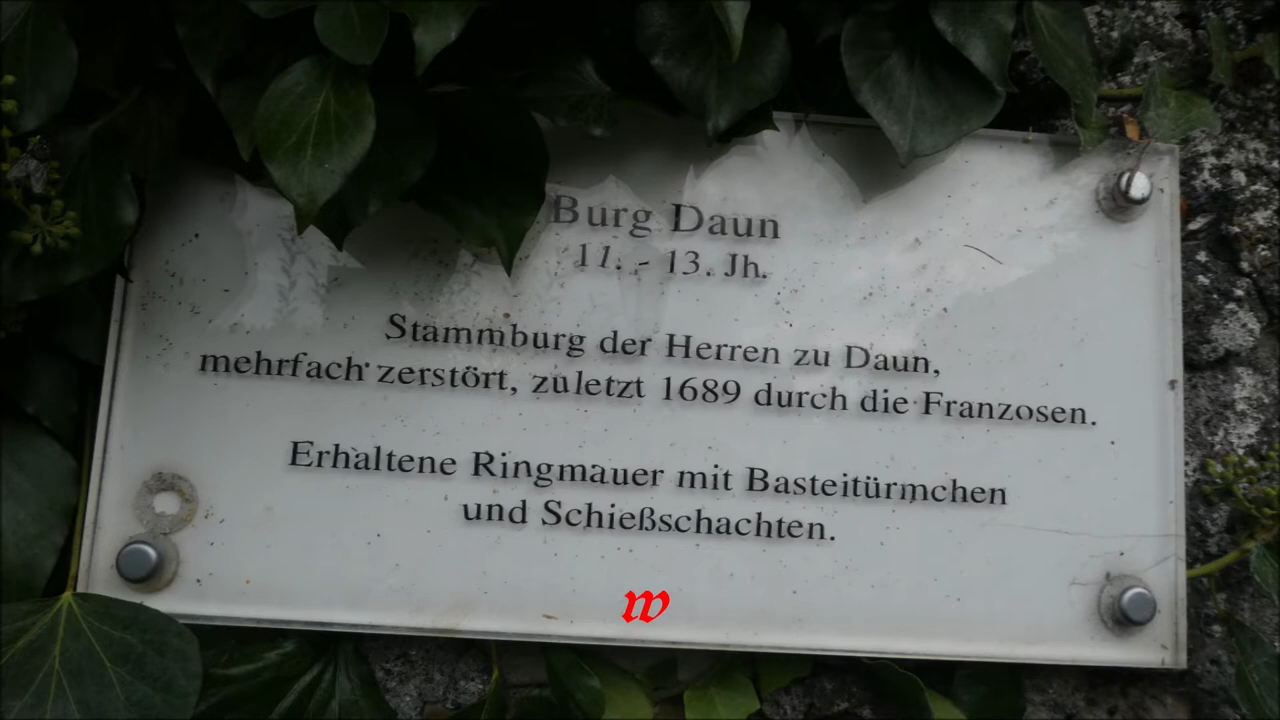 Burg Daun
11. - 13. Jh.
Stammburg der Herren zu Daun,
mehrfach zerstört, zuletzt 1689 durch die Franzosen.
Erhaltene Ringmauer mit Basteitürmchen
und Schießschachten.
w